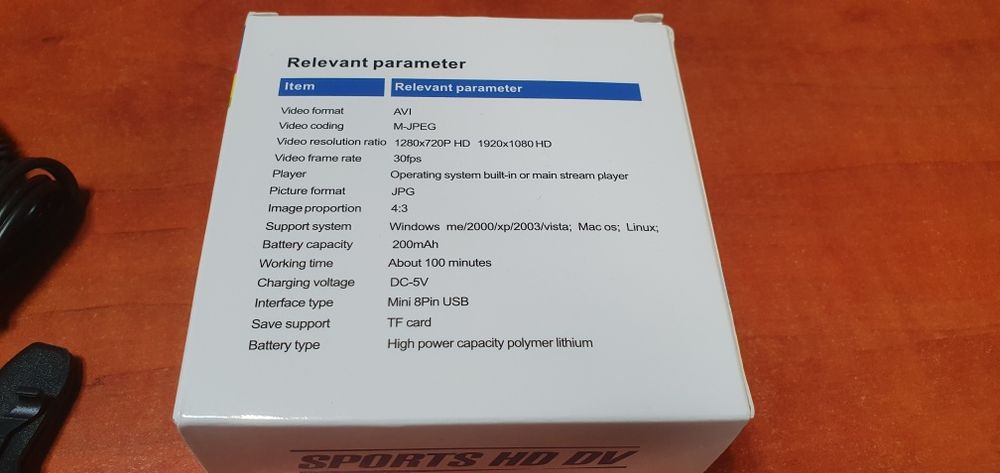 Relevant parameter
Item Relevant parameter
Video format AVI
Video coding M-JPEG
Video resolution ratio 1280x720P HD 1920x1080 HD
Video frame rate 30fps
Player Operating system built-in or main stream player
Picture format JPG
Image proportion 4:3
Support system Windows me/2000/xp/2003/vista; Mac os; Linux;
Battery capacity 200mAh
Working time About 100 minutes
Charging voltage DC-5V
Interface type Mini 8Pin USB
Save support TF card
Battery type High power capacity polymer lithium
SPORTS HD DV